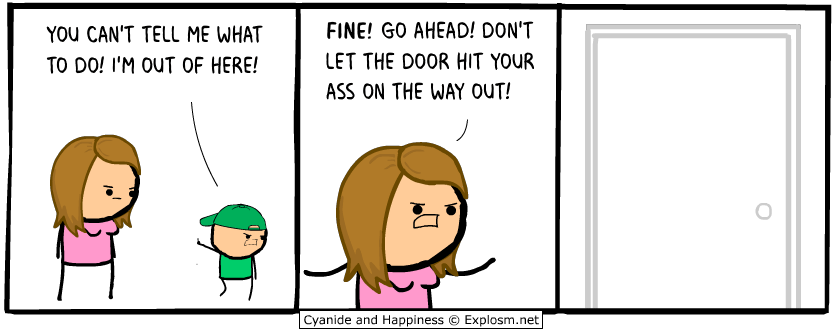 YOU CAN'T TELL ME WHAT
TO DO! I'M OUT OF HERE!
FINE! GO AHEAD! DON'T
LET THE DOOR HIT YOUR
ASS ON THE WAY OUT!
Cyanide and Happiness © Explosm.net